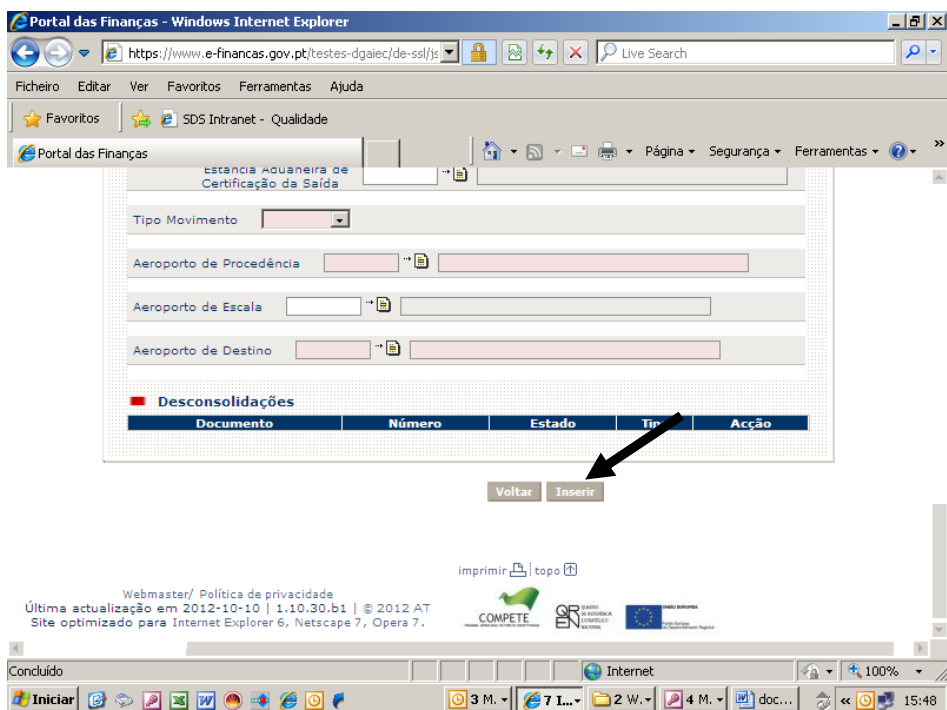 Portal das Finanças - Windows Internet Explorer
https://www.e-financas.gov.pt/testes-dgaiec/de-ssl/js
Live Search
Ficheiro Editar Ver Favoritos Ferramentas Ajuda
Favoritos SDS Intranet - Qualidade
Portal das Finanças Página Segurança Ferramentas
Estância Aduaneira de
Certificação da Saída
Tipo Movimento
Aeroporto de Procedência
Aeroporto de Escala
Aeroporto de Destino
Desconsolidações
Documento Número Estado Acção
Voltar Inserir
imprimir topo
Webmaster/ Política de privacidade
Última actualização em 2012-10-10 | 1.10.30.b1 | © 2012 AT
Site optimizado para Internet Explorer 6, Netscape 7, Opera 7.
COMPETE QREN
UNIÃO EUROPEIA
Concluído Internet 100%
Iniciar 3 M. 7 I... 2 W. 4 M. doc... 15:48